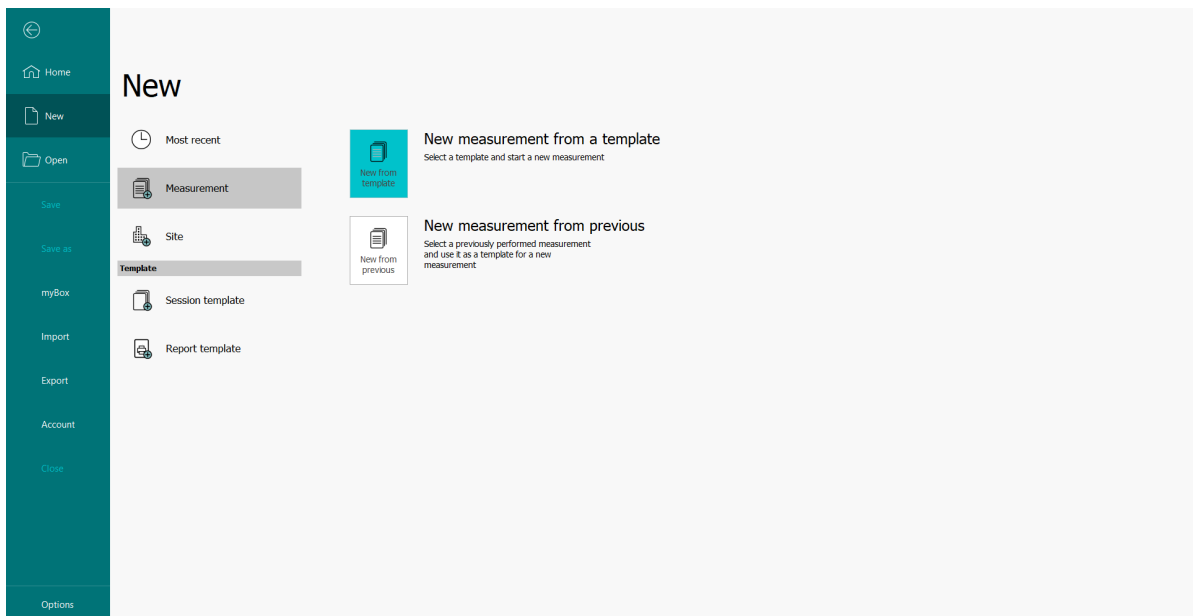 Home
New
Open
Save
Save as
myBox
Import
Export
Account
Close
Options
New
Most recent
Measurement
Site
Template
Session template
Report template
New from
template
New measurement from a template
Select a template and start a new measurement
New from
previous
New measurement from previous
Select a previously performed measurement
and use it as a template for a new
measurement